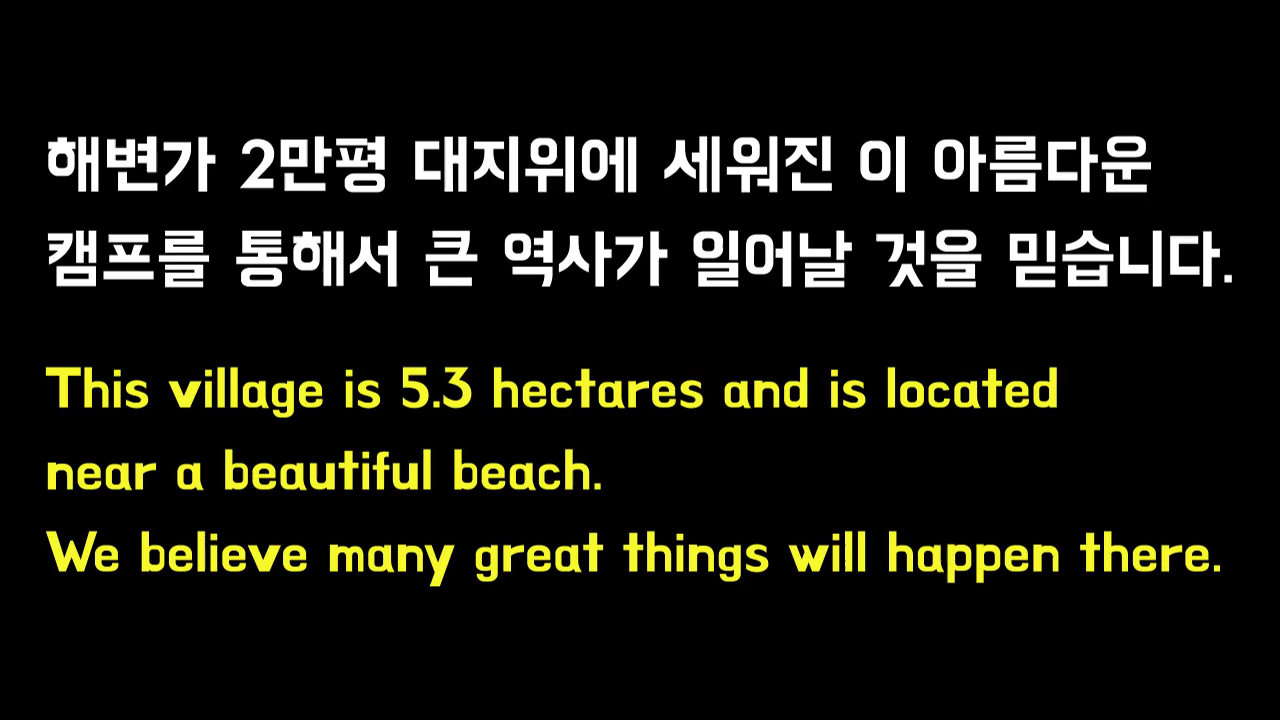 해변가 2만평 대지위에 세워진 이 아름다운
캠프를 통해서 큰 역사가 일어날 것을 믿습니다.
This village is 5.3 hectares and is located
near a beautiful beach.
We believe many great things will happen there.